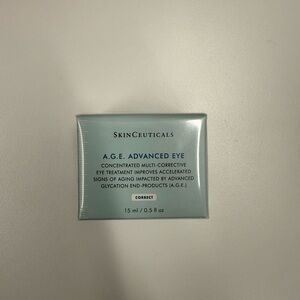 SKINCEUTICALS
A.G.E. ADVANCED EYE
CONCENTRATED MULTI-CORRECTIVE
EYE TREATMENT IMPROVES ACCELERATED
SIGNS OF AGING IMPACTED BY ADVANCED
GLYCATION END-PRODUCTS (A.G.E.)
CORRECT
15 ml / 0.5 fl oz